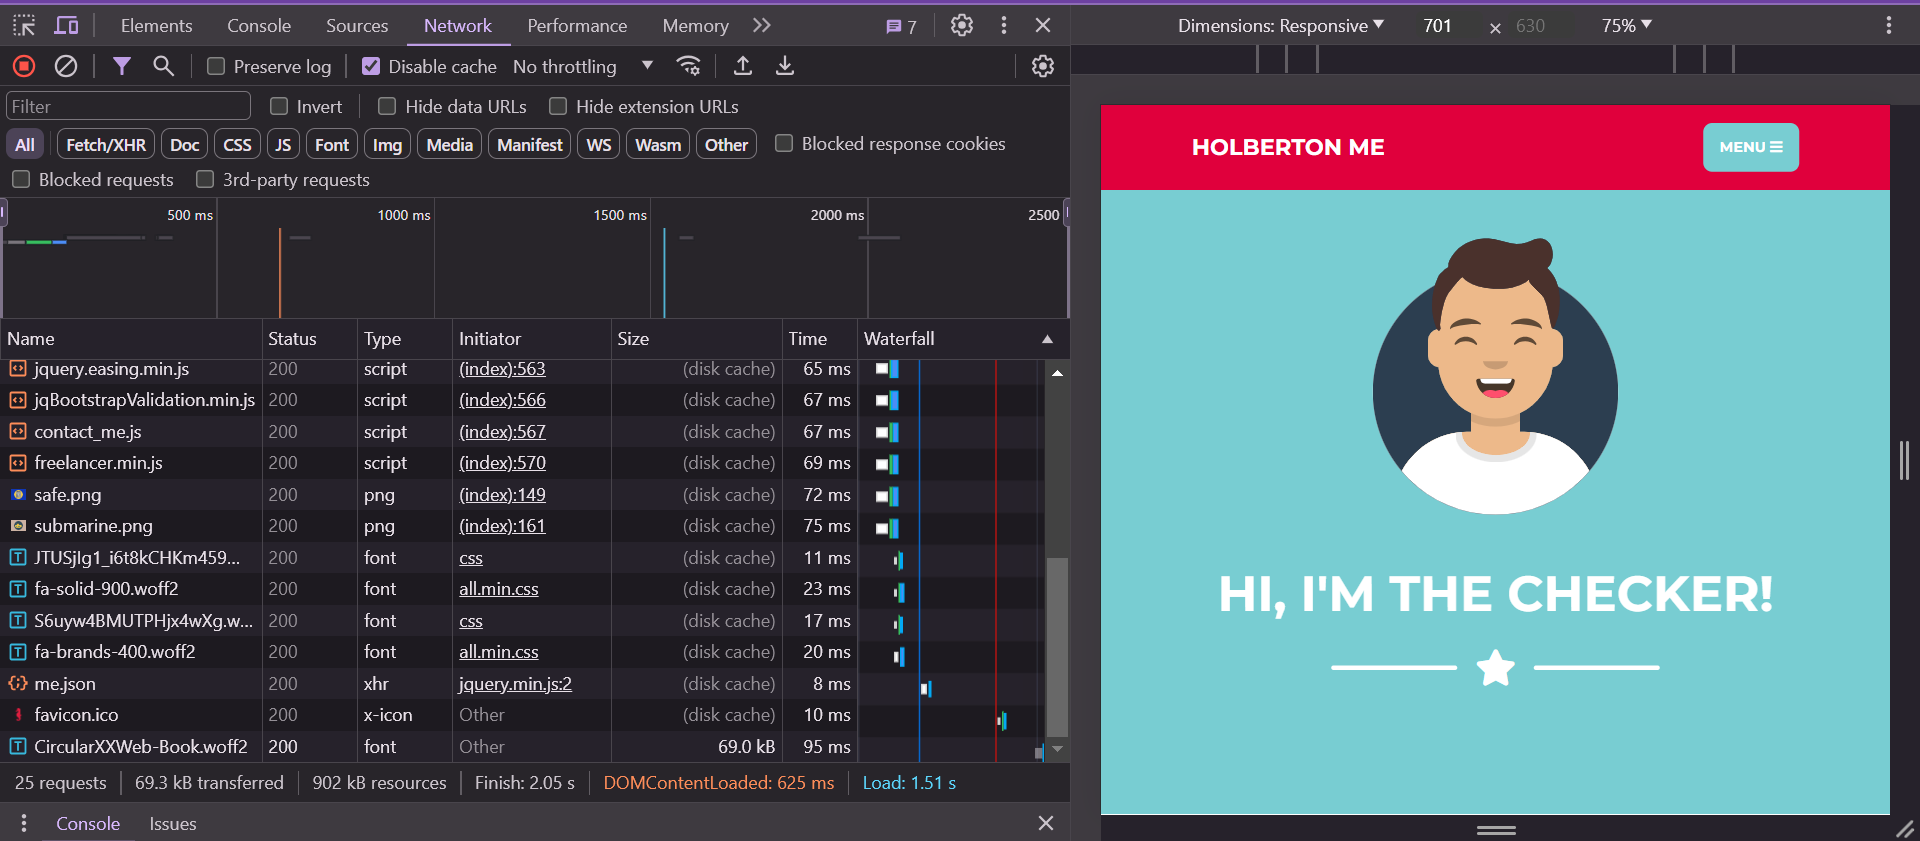 Elements Console Sources Network Performance Memory 7
Dimensions: Responsive 701 × 630 75%
Preserve log Disable cache No throttling
Filter Invert Hide data URLs Hide extension URLs
All Fetch/XHR Doc CSS JS Font Img Media Manifest WS Wasm Other Blocked response cookies
Blocked requests 3rd-party requests
500 ms 1000 ms 1500 ms 2000 ms 2500
Name Status Type Initiator Size Time Waterfall
jquery.easing.min.js 200 script (index):563 (disk cache) 65 ms
jqBootstrapValidation.min.js 200 script (index):566 (disk cache) 67 ms
contact_me.js 200 script (index):567 (disk cache) 67 ms
freelancer.min.js 200 script (index):570 (disk cache) 69 ms
safe.png 200 png (index):149 (disk cache) 72 ms
submarine.png 200 png (index):161 (disk cache) 75 ms
JTUSjIg1_i6t8kCHKm459... 200 font css (disk cache) 11 ms
fa-solid-900.woff2 200 font all.min.css (disk cache) 23 ms
S6uyw4BMUTPHjx4wXg.w... 200 font css (disk cache) 17 ms
fa-brands-400.woff2 200 font all.min.css (disk cache) 20 ms
me.json 200 xhr jquery.min.js:2 (disk cache) 8 ms
favicon.ico 200 x-icon Other (disk cache) 10 ms
CircularXXWeb-Book.woff2 200 font Other 69.0 kB 95 ms
25 requests 69.3 kB transferred 902 kB resources Finish: 2.05 s DOMContentLoaded: 625 ms Load: 1.51 s
Console Issues
HOLBERTON ME MENU
HI, I'M THE CHECKER!